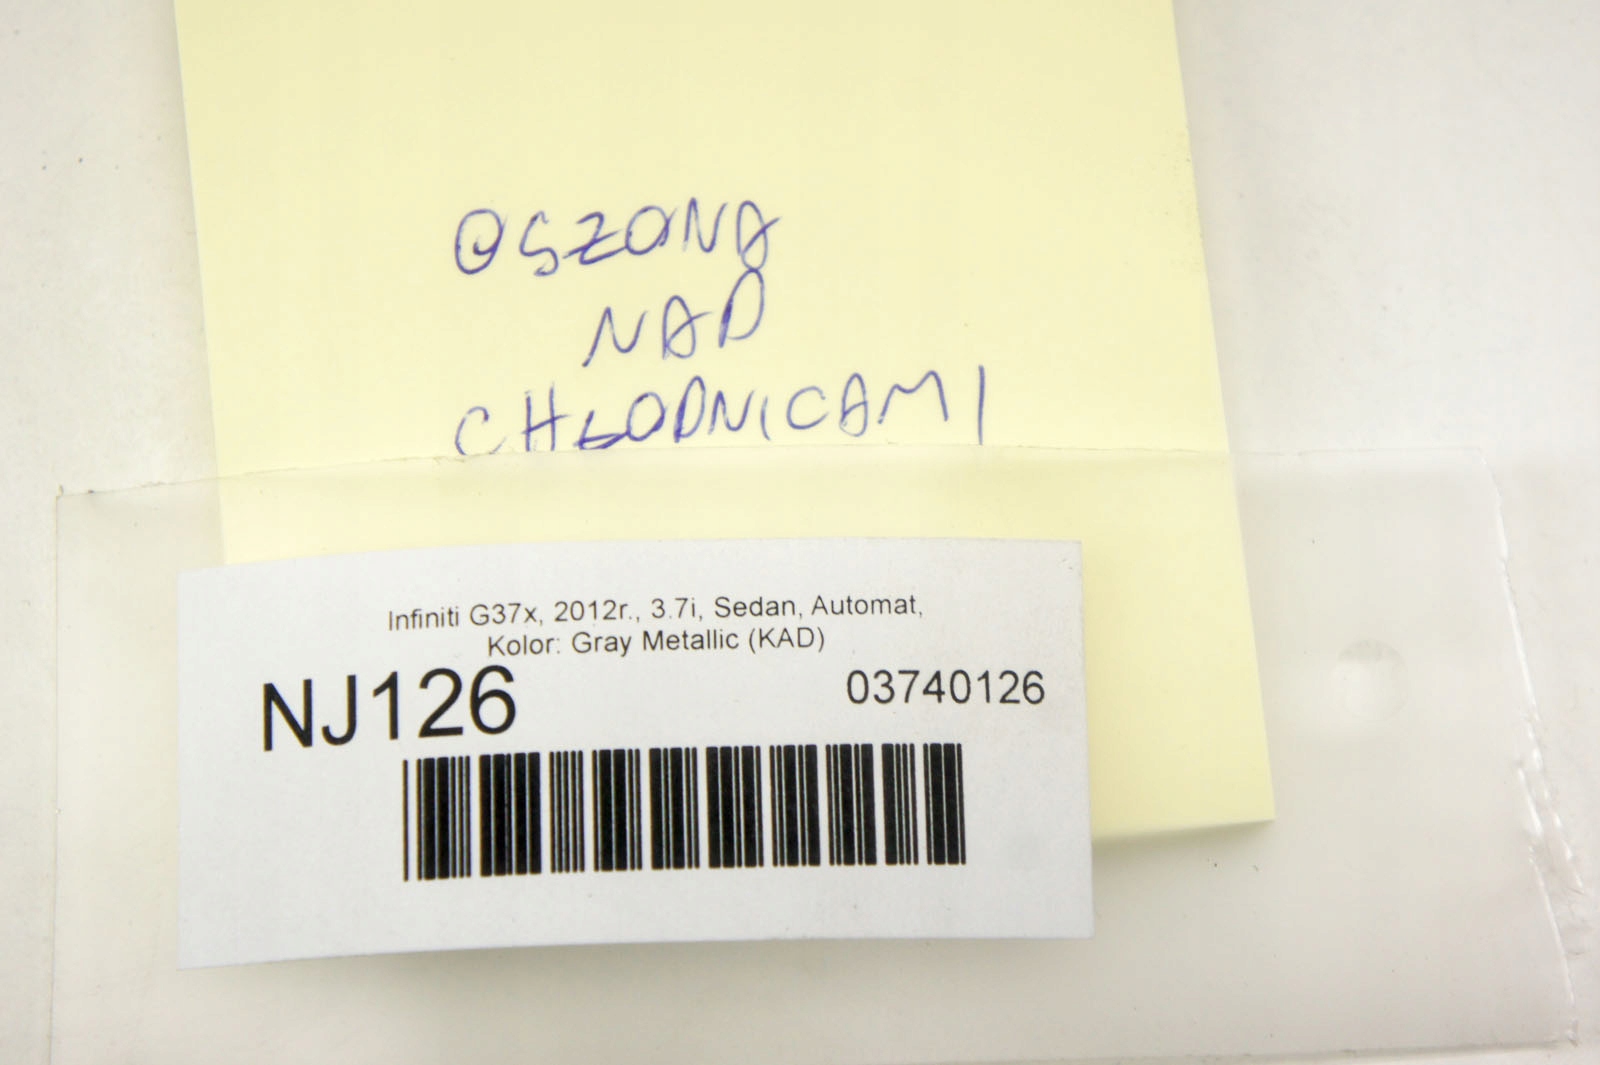 OSZONA
NAD
CHŁODNICAMI
Infiniti G37x, 2012r., 3.7i, Sedan, Automat,
Kolor: Gray Metallic (KAD)
NJ126
03740126